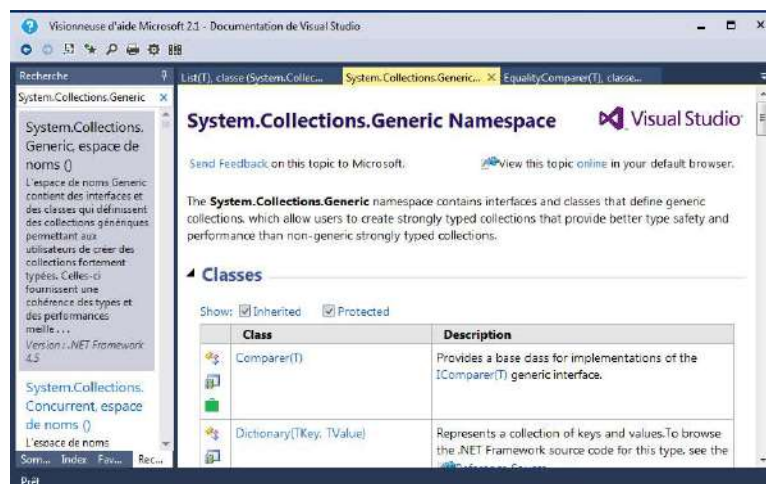 Visionneuse d'aide Microsoft 2.1 - Documentation de Visual Studio
Recherche
List(T), classe (System.Collec...
System.Collections.Generic...
EqualityComparer(T), classe...
System.Collections.Generic
System.Collections.
Generic, espace de
noms ()
L'espace de noms Generic
contient des interfaces et
des classes qui définissent
des collections génériques
permettant aux
utilisateurs de créer des
collections fortement
typées. Celles-ci
fournissent une
cohérence des types et
des performances
meille . . .
Version : .NET Framework
4.5
System.Collections.
Concurrent, espace
de noms ()
L'espace de noms
Som... Index Fav... Rec...
Prêt
System.Collections.Generic Namespace
Visual Studio
Send Feedback on this topic to Microsoft.
View this topic online in your default browser.
The System.Collections.Generic namespace contains interfaces and classes that define generic
collections, which allow users to create strongly typed collections that provide better type safety and
performance than non-generic strongly typed collections.
Classes
Show: Inherited Protected
Class Description
Comparer(T)
Provides a base class for implementations of the
IComparer(T) generic interface.
Dictionary(TKey, TValue)
Represents a collection of keys and values.To browse
the .NET Framework source code for this type, see the
Reference Source